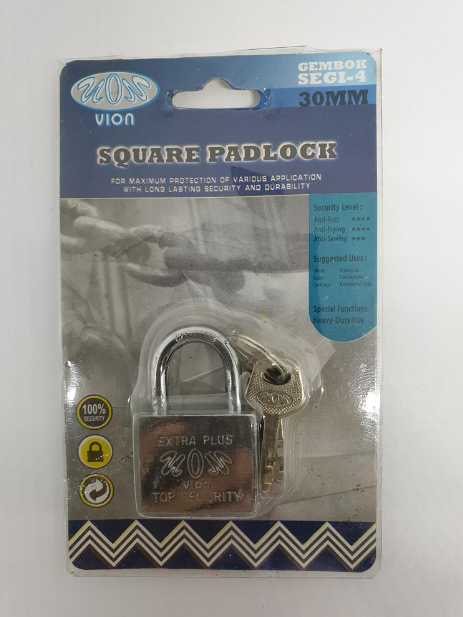 GEMBOK
SEGI-4
30MM
VION
SQUARE PADLOCK
FOR MAXIMUM PROTECTION OF VARIOUS APPLICATION
WITH LONG LASTING SECURITY AND DURABILITY
Security Level:
Anti-Rust ★★★★
Anti-Prying ★★★★
Anti-Sawing ★★★
Suggested Uses:
Special Functions
Heavy-Duty Use
100%
SECURITY
EXTRA PLUS
VION
TOP SECURITY